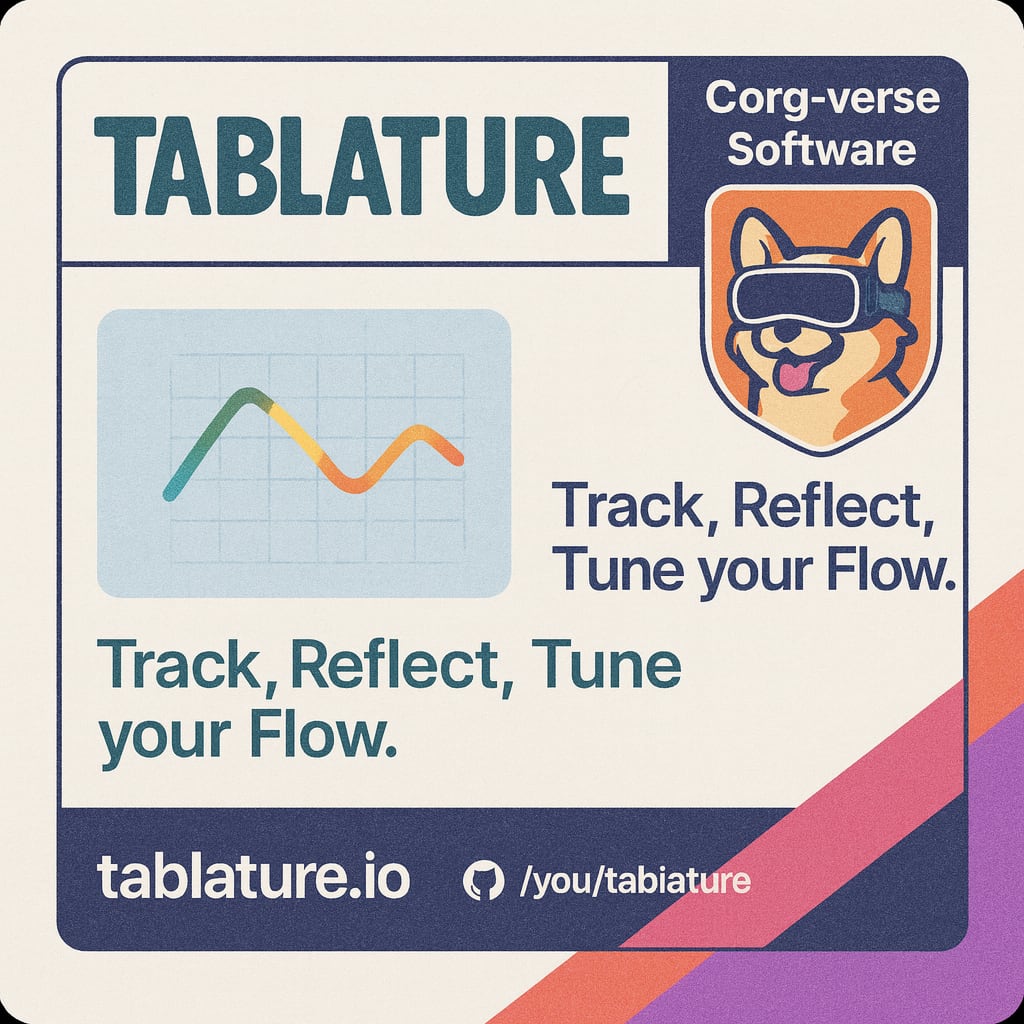 TABLATURE
Corg-verse
Software
Track, Reflect,
Tune your Flow.
Track, Reflect, Tune
your Flow.
tablature.io
/you/tabiature